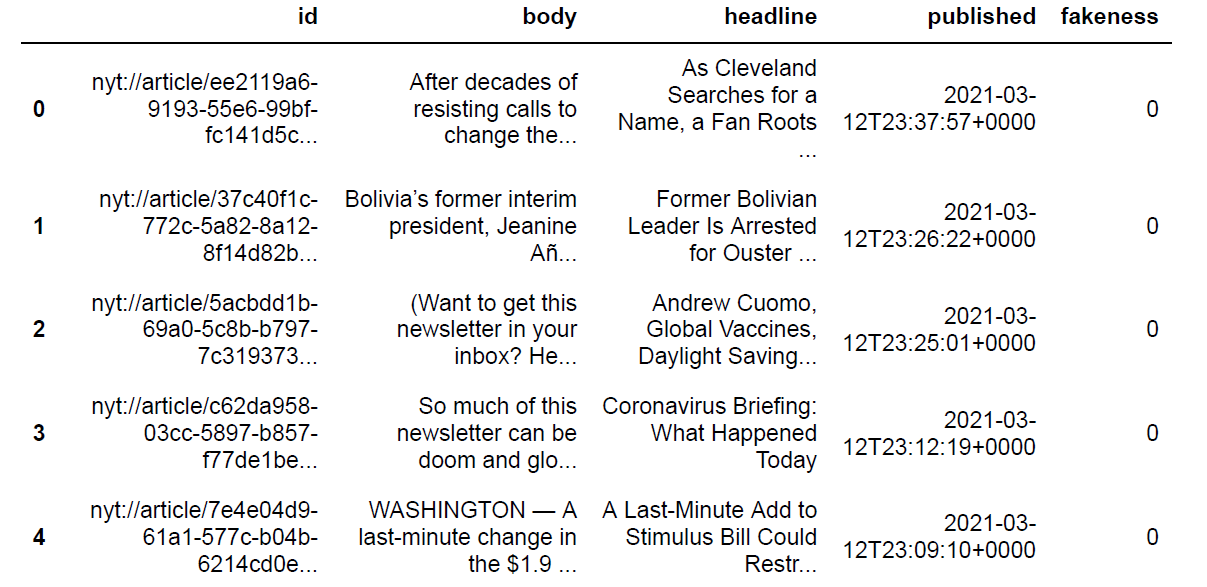 id body headline published fakeness
0
nyt://article/ee2119a6-
9193-55e6-99bf-
fc141d5c...
After decades of
resisting calls to
change the...
As Cleveland
Searches for a
Name, a Fan Roots
...
2021-03-
12T23:37:57+0000
0
1
nyt://article/37c40f1c-
772c-5a82-8a12-
8f14d82b...
Bolivia’s former interim
president, Jeanine
Añ...
Former Bolivian
Leader Is Arrested
for Ouster ...
2021-03-
12T23:26:22+0000
0
2
nyt://article/5acbdd1b-
69a0-5c8b-b797-
7c319373...
(Want to get this
newsletter in your
inbox? He...
Andrew Cuomo,
Global Vaccines,
Daylight Saving...
2021-03-
12T23:25:01+0000
0
3
nyt://article/c62da958-
03cc-5897-b857-
f77de1be...
So much of this
newsletter can be
doom and glo...
Coronavirus Briefing:
What Happened
Today
2021-03-
12T23:12:19+0000
0
4
nyt://article/7e4e04d9-
61a1-577c-b04b-
6214cd0e...
WASHINGTON — A
last-minute change in
the $1.9 ...
A Last-Minute Add to
Stimulus Bill Could
Restr...
2021-03-
12T23:09:10+0000
0